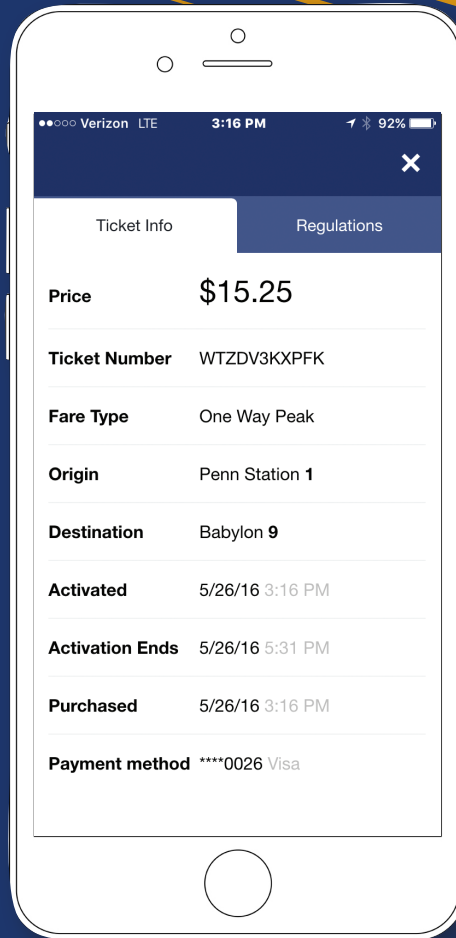 Verizon LTE 3:16 PM 92%
×
Ticket Info Regulations
Price $15.25
Ticket Number WTZDV3KXPFK
Fare Type One Way Peak
Origin Penn Station 1
Destination Babylon 9
Activated 5/26/16 3:16 PM
Activation Ends 5/26/16 5:31 PM
Purchased 5/26/16 3:16 PM
Payment method ****0026 Visa